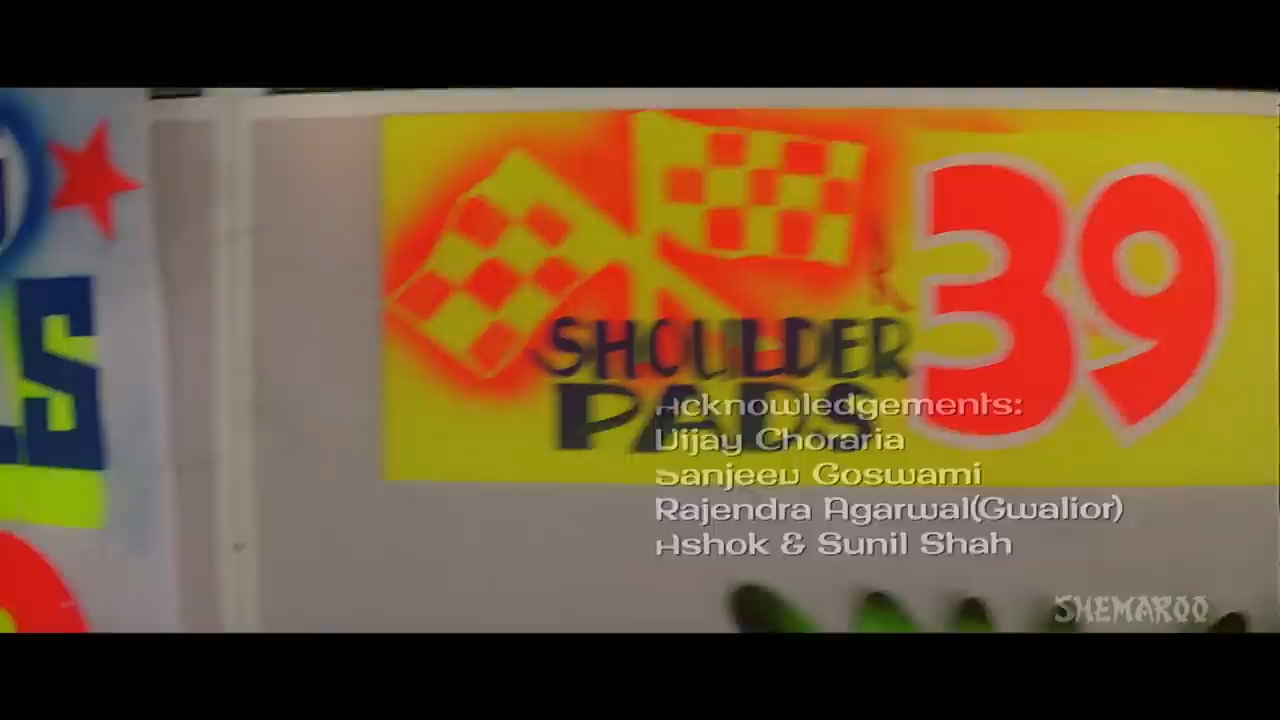 SHOULDER
PADS
39
Acknowledgements:
Vijay Choraria
Sanjeev Goswami
Rajendra Agarwal(Gwalior)
Ashok & Sunil Shah
SHEMAROO